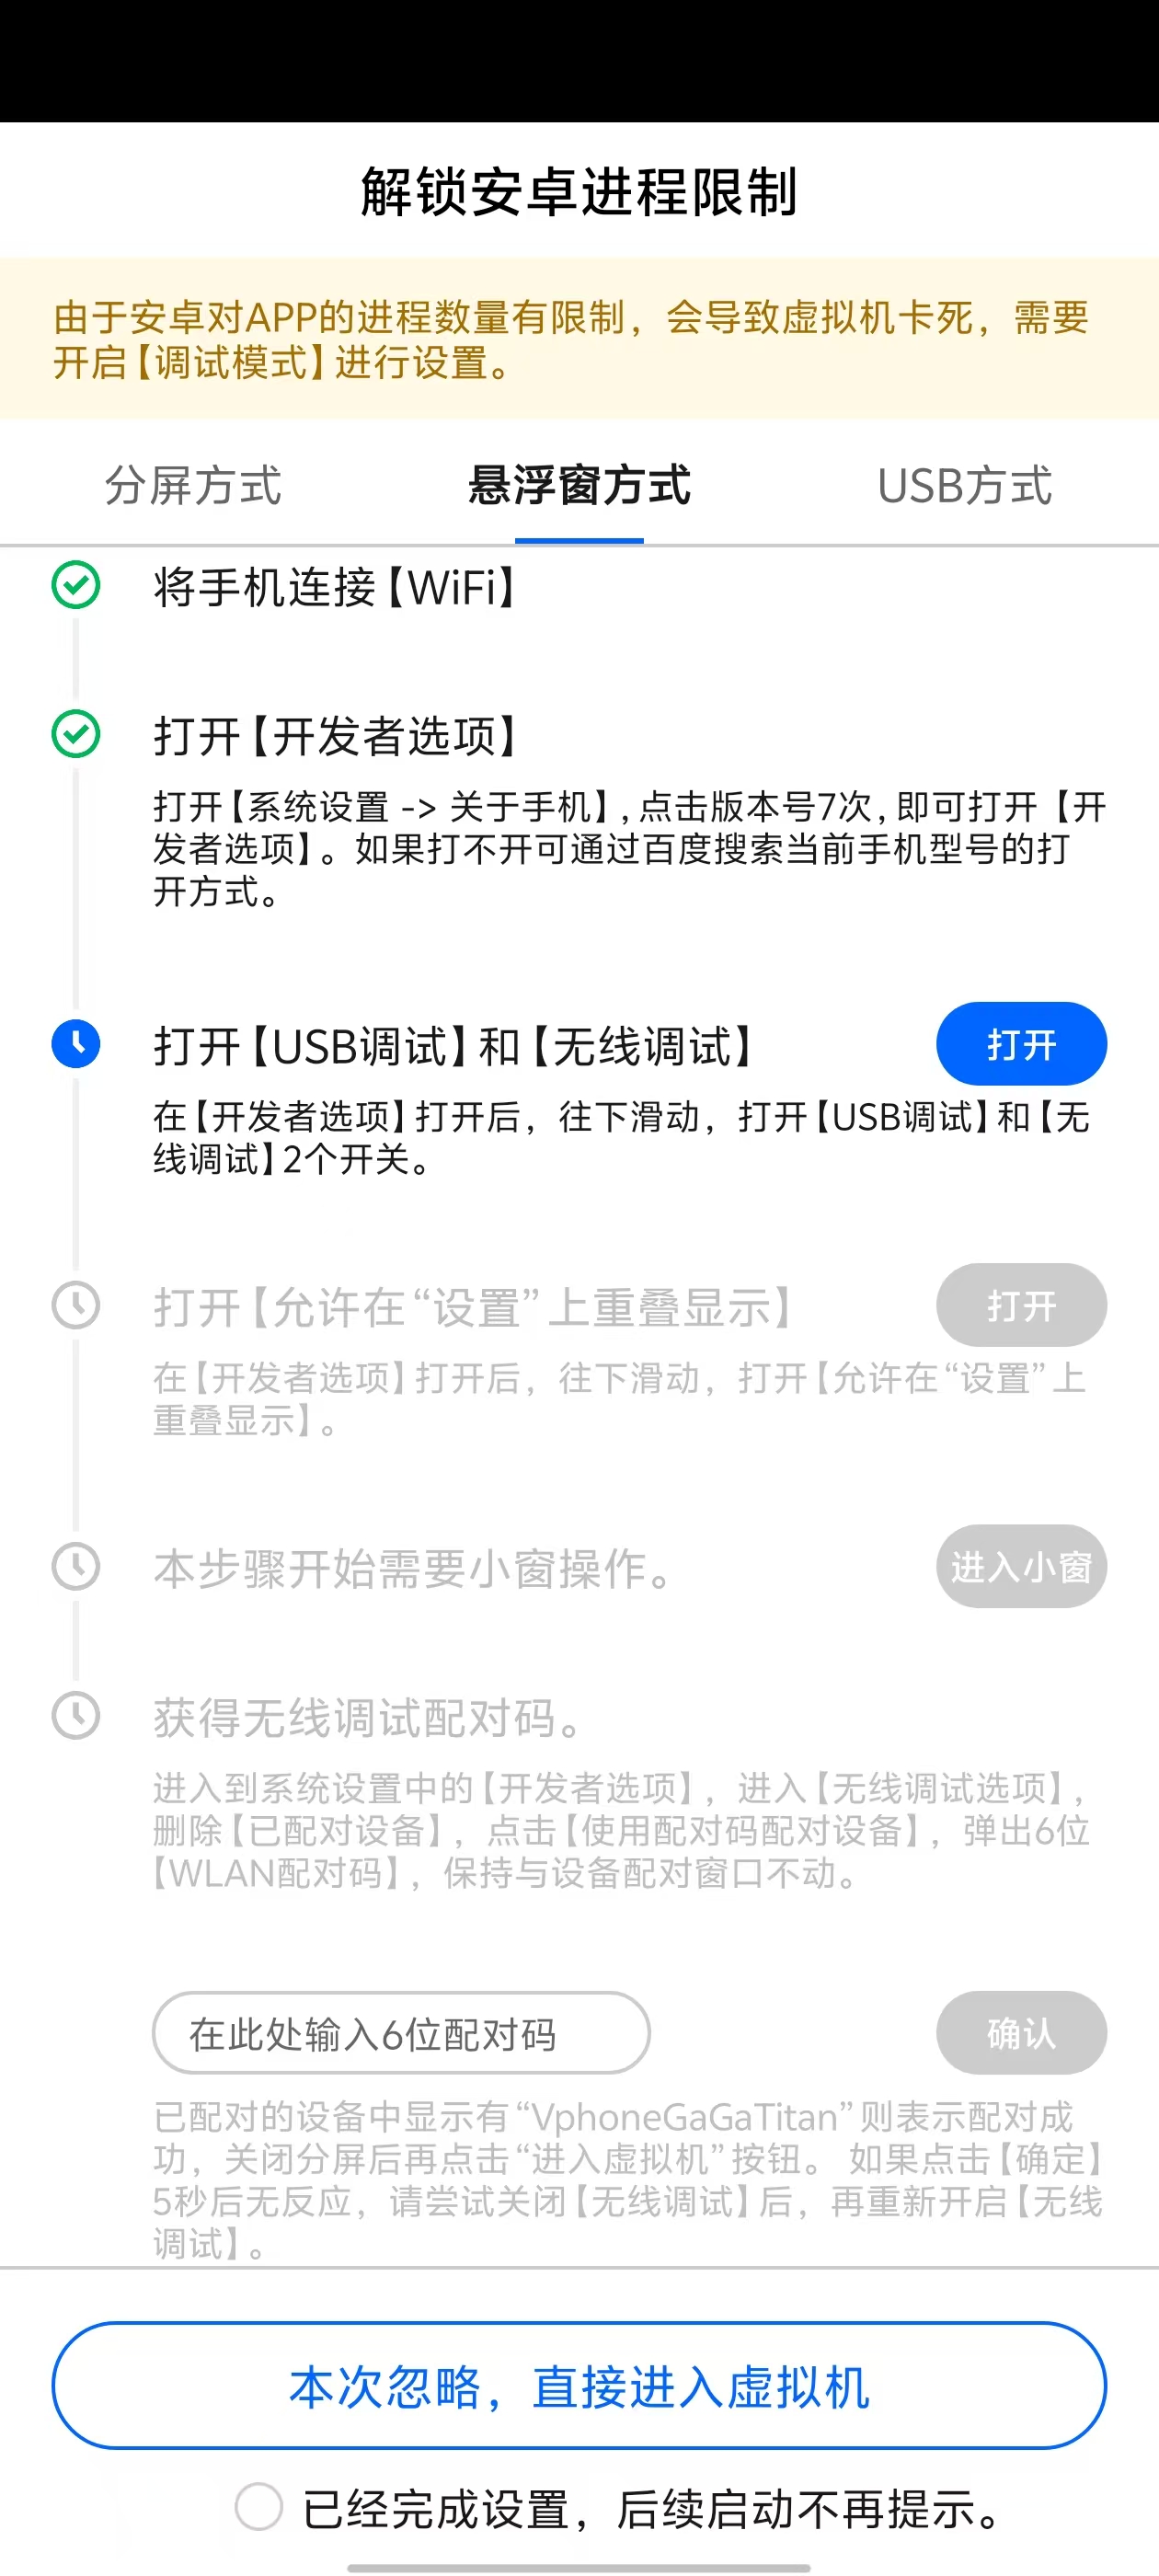 解锁安卓进程限制
由于安卓对APP的进程数量有限制，会导致虚拟机卡死，需要
开启【调试模式】进行设置。
分屏方式 悬浮窗方式 USB方式
将手机连接【WiFi】
打开【开发者选项】
打开【系统设置 -> 关于手机】,点击版本号7次,即可打开【开
发者选项】。如果打不开可通过百度搜索当前手机型号的打
开方式。
打开【USB调试】和【无线调试】 打开
在【开发者选项】打开后，往下滑动，打开【USB调试】和【无
线调试】2个开关。
打开【允许在“设置”上重叠显示】 打开
在【开发者选项】打开后，往下滑动，打开【允许在“设置”上
重叠显示】。
本步骤开始需要小窗操作。 进入小窗
获得无线调试配对码。
进入到系统设置中的【开发者选项】，进入【无线调试选项】，
删除【已配对设备】，点击【使用配对码配对设备】，弹出6位
【WLAN配对码】，保持与设备配对窗口不动。
在此处输入6位配对码 确认
已配对的设备中显示有“VphoneGaGaTitan”则表示配对成
功，关闭分屏后再点击“进入虚拟机”按钮。 如果点击【确定】
5秒后无反应，请尝试关闭【无线调试】后，再重新开启【无线
调试】。
本次忽略，直接进入虚拟机
已经完成设置，后续启动不再提示。